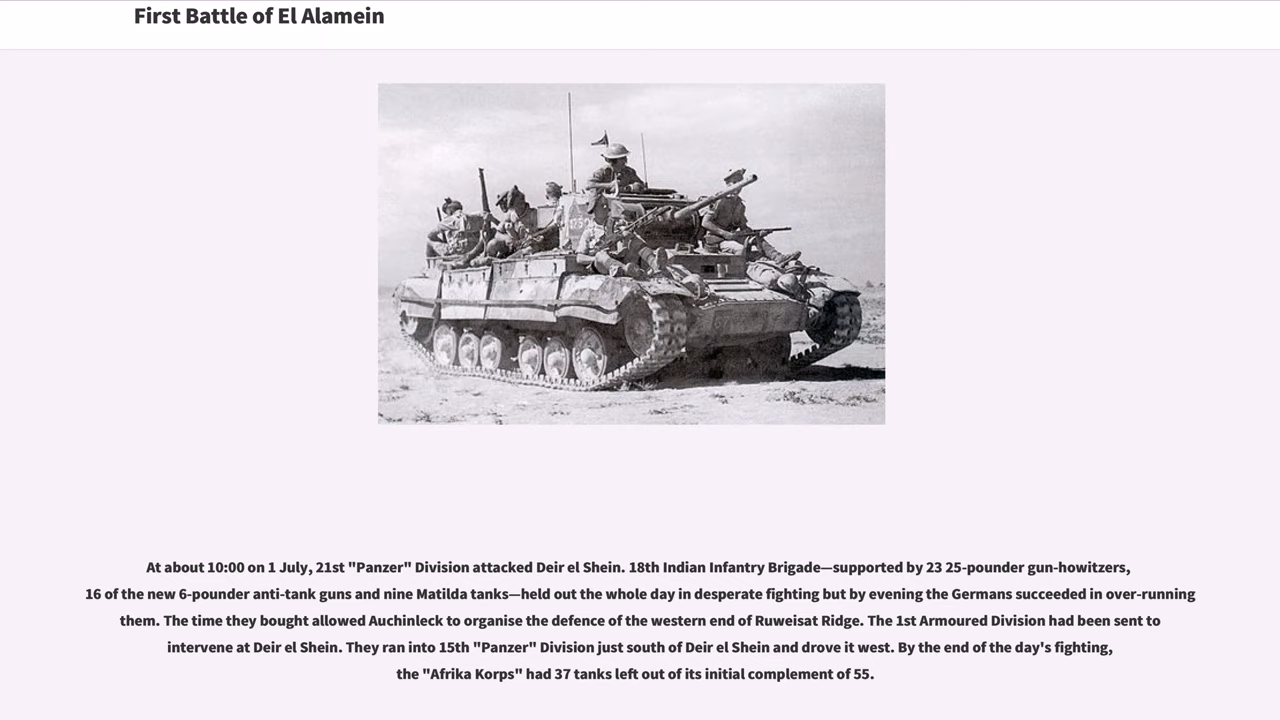 First Battle of El Alamein
At about 10:00 on 1 July, 21st "Panzer" Division attacked Deir el Shein. 18th Indian Infantry Brigade—supported by 23 25-pounder gun-howitzers,
16 of the new 6-pounder anti-tank guns and nine Matilda tanks—held out the whole day in desperate fighting but by evening the Germans succeeded in over-running
them. The time they bought allowed Auchinleck to organise the defence of the western end of Ruweisat Ridge. The 1st Armoured Division had been sent to
intervene at Deir el Shein. They ran into 15th "Panzer" Division just south of Deir el Shein and drove it west. By the end of the day's fighting,
the "Afrika Korps" had 37 tanks left out of its initial complement of 55.